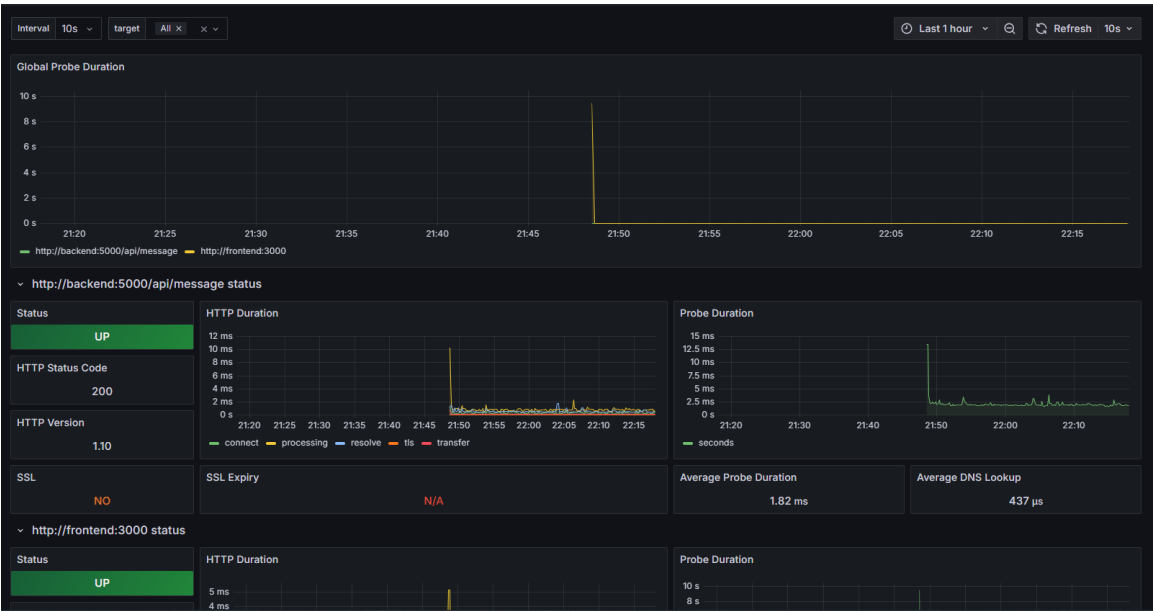 Interval 10s target All × ×
Last 1 hour Refresh 10s
Global Probe Duration
10 s
8 s
6 s
4 s
2 s
0 s
21:20 21:25 21:30 21:35 21:40 21:45 21:50 21:55 22:00 22:05 22:10 22:15
http://backend:5000/api/message http://frontend:3000
http://backend:5000/api/message status
Status
UP
HTTP Status Code
200
HTTP Version
1.10
HTTP Duration
12 ms
10 ms
8 ms
6 ms
4 ms
2 ms
0 s
21:20 21:25 21:30 21:35 21:40 21:45 21:50 21:55 22:00 22:05 22:10 22:15
connect processing resolve tls transfer
Probe Duration
15 ms
12.5 ms
10 ms
7.5 ms
5 ms
2.5 ms
0 s
21:20 21:30 21:40 21:50 22:00 22:10
seconds
SSL
NO
SSL Expiry
N/A
Average Probe Duration
1.82 ms
Average DNS Lookup
437 µs
http://frontend:3000 status
Status
UP
HTTP Duration
5 ms
4 ms
Probe Duration
10 s
8 s